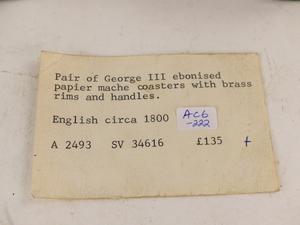 Pair of George III ebonised
papier mache coasters with brass
rims and handles.
English circa 1800
AC6
-222
A 2493 SV 34616 £135 +